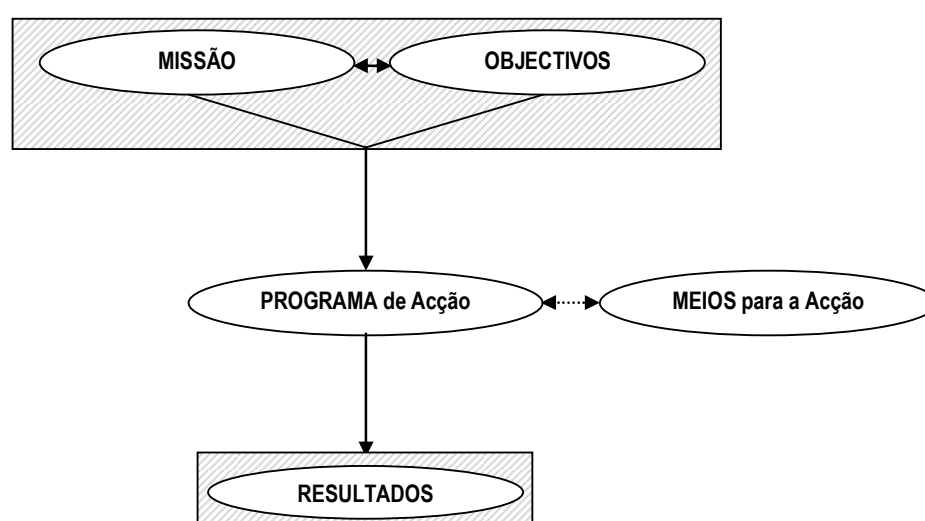 MISSÃO
OBJECTIVOS
PROGRAMA de Acção
MEIOS para a Acção
RESULTADOS